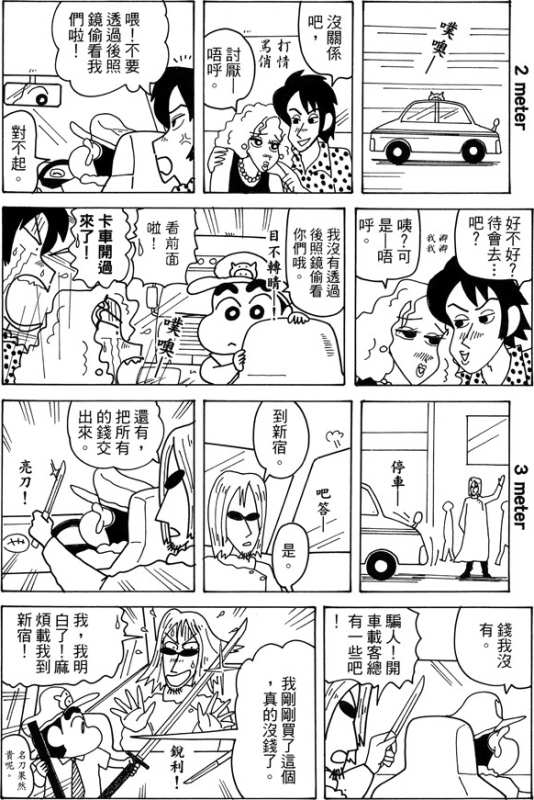 2 meter
噗噢—
沒關係
吧，
打情
罵俏
討厭—
唔呼。
喂！不要
透過後照
鏡偷看我
們啦！
對不起。
好不好？
待會去…
吧？
嘰嘰
我我
咦？可
是—唔
呼。
我沒有透過
後照鏡偷看
你們哦。
目不轉睛！
看前面
啦！
噗噢—
卡車開過
來了！
3 meter
停車
到新宿。
吧答—
是。
還有，
把所有
的錢交
出來。
亮刀！
錢我沒
有。
騙人！開
車載客總
有一些吧
！
我剛剛買了這個
，真的沒錢了。
銳利！
我，我明
白了！麻
煩載我到
新宿！
名刀果然
貴呢。